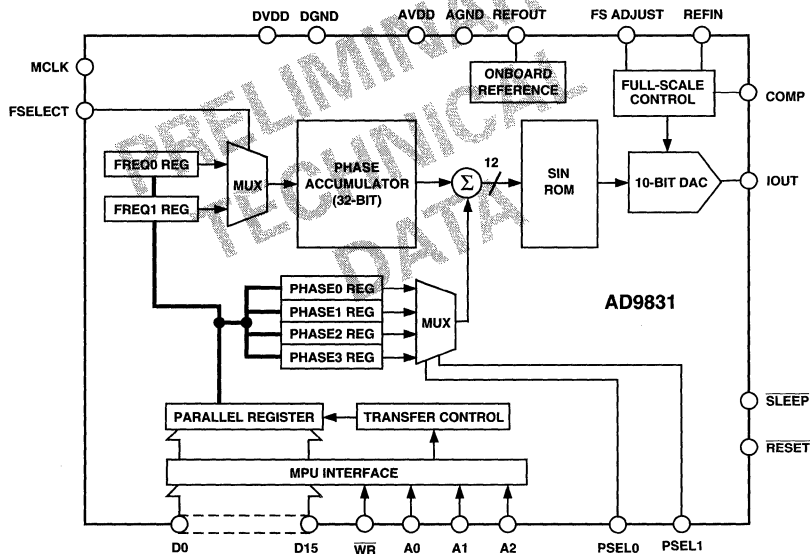 DVDD DGND AVDD AGND REFOUT FS ADJUST REFIN
MCLK
FSELECT
ONBOARD
REFERENCE
FULL-SCALE
CONTROL
COMP
FREQ0 REG
FREQ1 REG
MUX
PHASE
ACCUMULATOR
(32-BIT)
Σ
12
SIN
ROM
10-BIT DAC
IOUT
PRELIMINARY
TECHNICAL
DATA
PHASE0 REG
PHASE1 REG
PHASE2 REG
PHASE3 REG
MUX
AD9831
PARALLEL REGISTER
TRANSFER CONTROL
MPU INTERFACE
SLEEP
RESET
D0 D15 WR A0 A1 A2 PSEL0 PSEL1